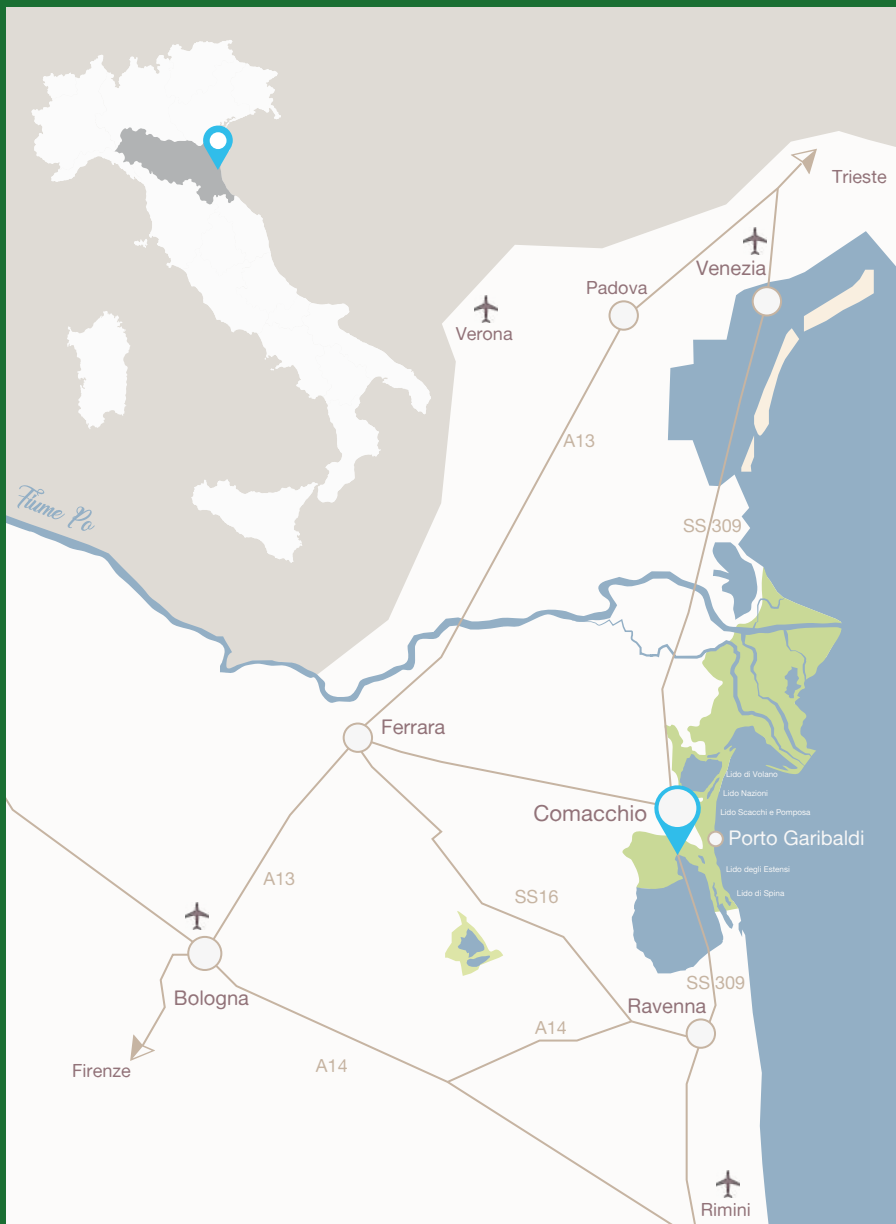 Trieste
Venezia
Padova
Verona
A13
Fiume Po
SS 309
Ferrara
Lido di Volano
Lido Nazioni
Comacchio
Lido Scacchi e Pomposa
Porto Garibaldi
Lido degli Estensi
A13
Lido di Spina
SS16
SS 309
Bologna
Ravenna
A14
A14
Firenze
Rimini